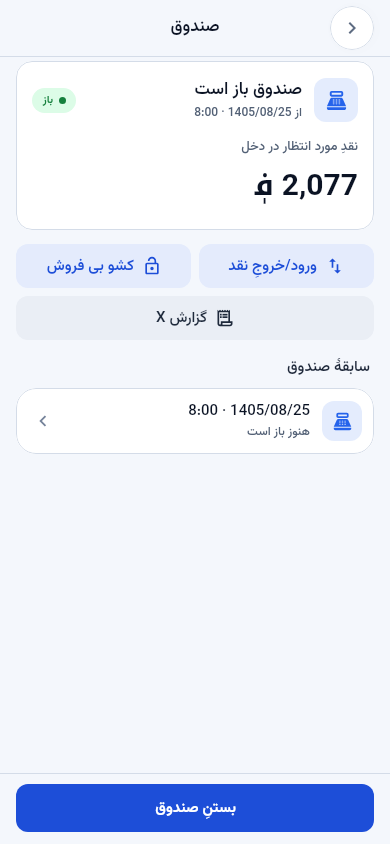 صندوق
صندوق باز است
از 1405/08/25 · 8:00
باز
نقدِ مورد انتظار در دخل
2,077 ؋
ورود/خروجِ نقد
کشو بی فروش
گزارش X
سابقهٔ صندوق
1405/08/25 · 8:00
هنوز باز است
بستنِ صندوق